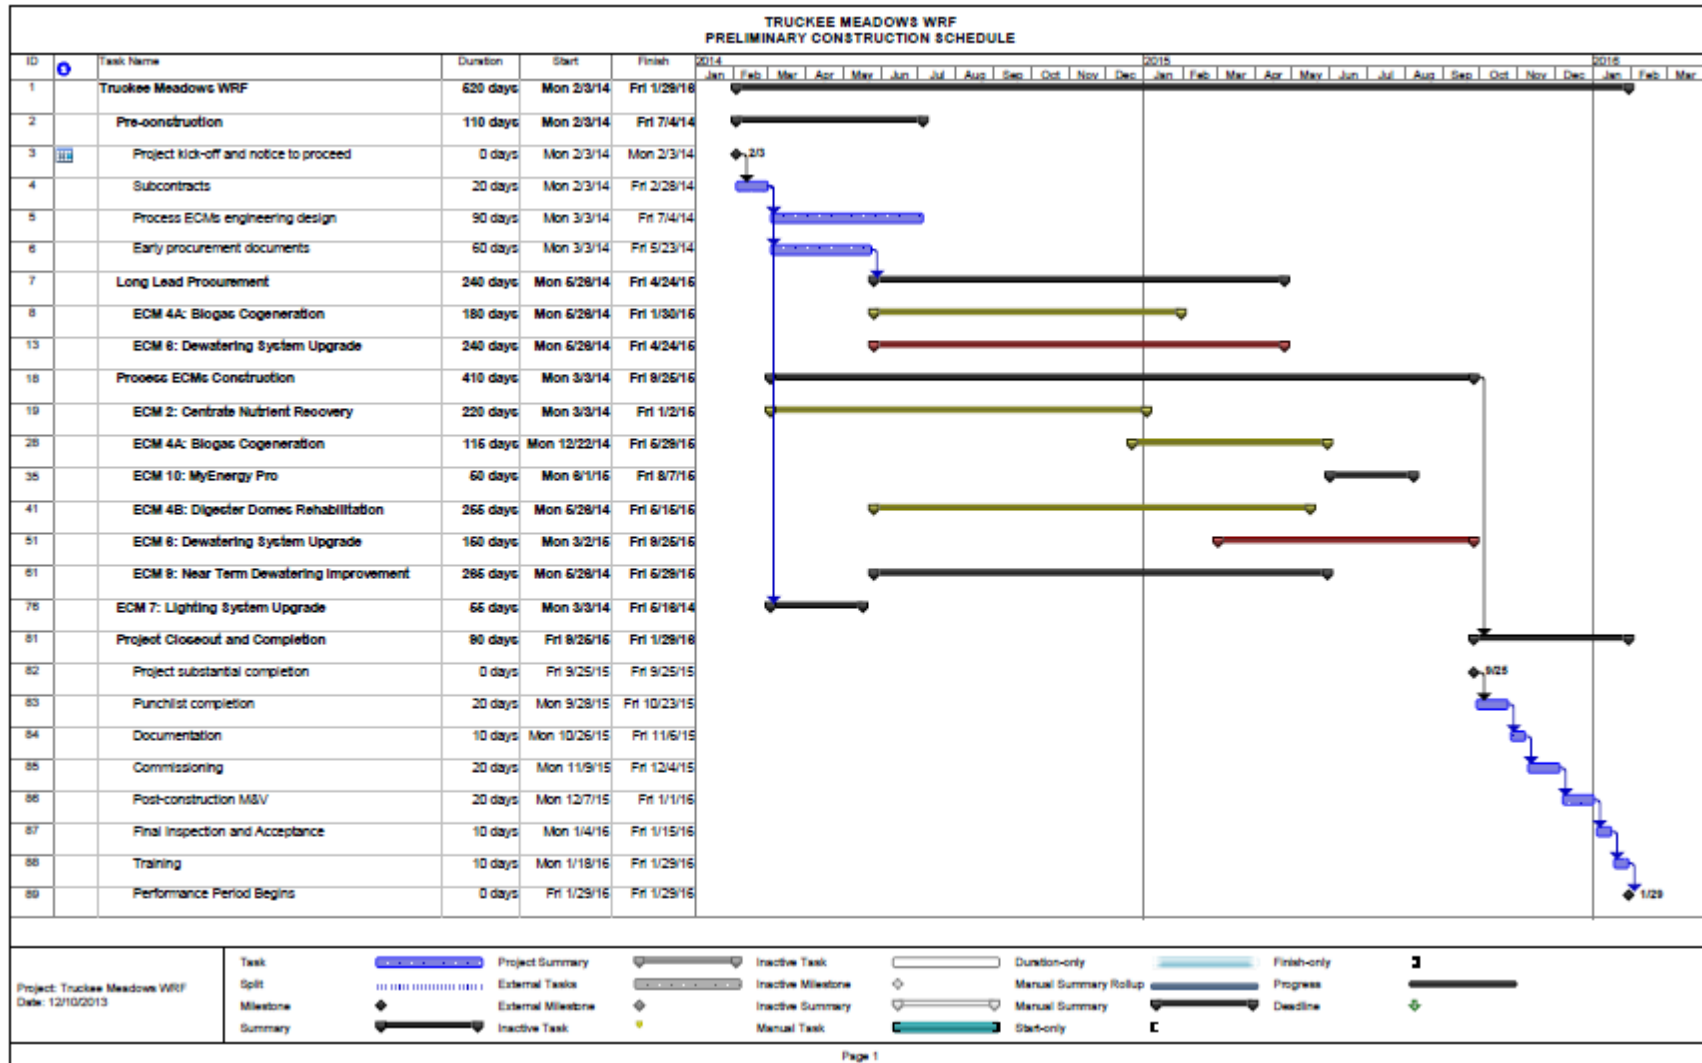 TRUCKEE MEADOWS WRF
PRELIMINARY CONSTRUCTION SCHEDULE
ID Task Name Duration Start Finish 2014 2015 2016
Jan Feb Mar Apr May Jun Jul Aug Sep Oct Nov Dec Jan Feb Mar Apr May Jun Jul Aug Sep Oct Nov Dec Jan Feb Mar
1 Truckee Meadows WRF 520 days Mon 2/3/14 Fri 1/29/16
2 Pre-construction 110 days Mon 2/3/14 Fri 7/4/14
3 Project kick-off and notice to proceed 0 days Mon 2/3/14 Mon 2/3/14 2/3
4 Subcontracts 20 days Mon 2/3/14 Fri 2/28/14
5 Process ECMs engineering design 90 days Mon 3/3/14 Fri 7/4/14
6 Early procurement documents 60 days Mon 3/3/14 Fri 5/23/14
7 Long Lead Procurement 240 days Mon 5/26/14 Fri 4/24/15
8 ECM 4A: Biogas Cogeneration 180 days Mon 5/26/14 Fri 1/30/15
13 ECM 6: Dewatering System Upgrade 240 days Mon 5/26/14 Fri 4/24/15
18 Process ECMs Construction 410 days Mon 3/3/14 Fri 9/25/15
19 ECM 2: Centrate Nutrient Recovery 220 days Mon 3/3/14 Fri 1/2/15
28 ECM 4A: Biogas Cogeneration 115 days Mon 12/22/14 Fri 5/29/15
35 ECM 10: MyEnergy Pro 50 days Mon 6/1/15 Fri 8/7/15
41 ECM 4B: Digester Domes Rehabilitation 255 days Mon 5/26/14 Fri 5/15/15
51 ECM 6: Dewatering System Upgrade 150 days Mon 3/2/15 Fri 9/25/15
61 ECM 9: Near Term Dewatering Improvement 265 days Mon 5/26/14 Fri 5/29/15
76 ECM 7: Lighting System Upgrade 55 days Mon 3/3/14 Fri 5/16/14
81 Project Closeout and Completion 90 days Fri 9/25/15 Fri 1/29/16
82 Project substantial completion 0 days Fri 9/25/15 Fri 9/25/15 9/25
83 Punchlist completion 20 days Mon 9/28/15 Fri 10/23/15
84 Documentation 10 days Mon 10/26/15 Fri 11/6/15
85 Commissioning 20 days Mon 11/9/15 Fri 12/4/15
86 Post-construction M&V 20 days Mon 12/7/15 Fri 1/1/16
87 Final Inspection and Acceptance 10 days Mon 1/4/16 Fri 1/15/16
88 Training 10 days Mon 1/18/16 Fri 1/29/16
89 Performance Period Begins 0 days Fri 1/29/16 Fri 1/29/16 1/29
Project: Truckee Meadows WRF
Date: 12/10/2013
Task Project Summary Inactive Task Duration-only Finish-only
Split External Tasks Inactive Milestone Manual Summary Rollup Progress
Milestone External Milestone Inactive Summary Manual Summary Deadline
Summary Inactive Task Manual Task Start-only
Page 1